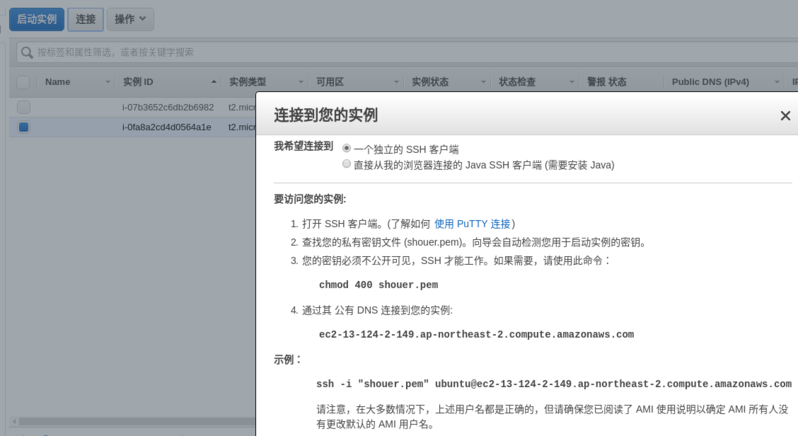 启动实例 连接 操作
按标签和属性筛选，或者按关键字搜索
Name 实例 ID 实例类型 可用区 实例状态 状态检查 警报 状态 Public DNS (IPv4)
i-07b3652c6db2b6982 t2.micr
i-0fa8a2cd4d0564a1e t2.micr
连接到您的实例
我希望连接到 一个独立的 SSH 客户端
直接从我的浏览器连接的 Java SSH 客户端 (需要安装 Java)
要访问您的实例:
1. 打开 SSH 客户端。(了解如何 使用 PuTTY 连接)
2. 查找您的私有密钥文件 (shouer.pem)。向导会自动检测您用于启动实例的密钥。
3. 您的密钥必须不公开可见，SSH 才能工作。如果需要，请使用此命令：
chmod 400 shouer.pem
4. 通过其 公有 DNS 连接到您的实例:
ec2-13-124-2-149.ap-northeast-2.compute.amazonaws.com
示例：
ssh -i "shouer.pem" ubuntu@ec2-13-124-2-149.ap-northeast-2.compute.amazonaws.com
请注意，在大多数情况下，上述用户名都是正确的，但请确保您已阅读了 AMI 使用说明以确定 AMI 所有人没
有更改默认的 AMI 用户名。